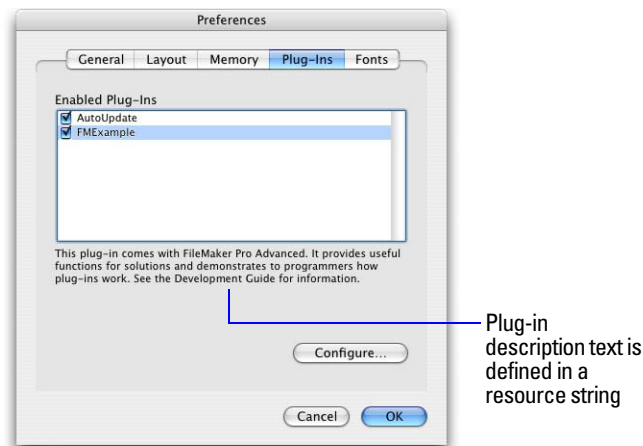 Preferences
General Layout Memory Plug-Ins Fonts
Enabled Plug-Ins
AutoUpdate
FMExample
This plug-in comes with FileMaker Pro Advanced. It provides useful
functions for solutions and demonstrates to programmers how
plug-ins work. See the Development Guide for information.
Plug-in
description text is
defined in a
resource string
Configure...
Cancel OK